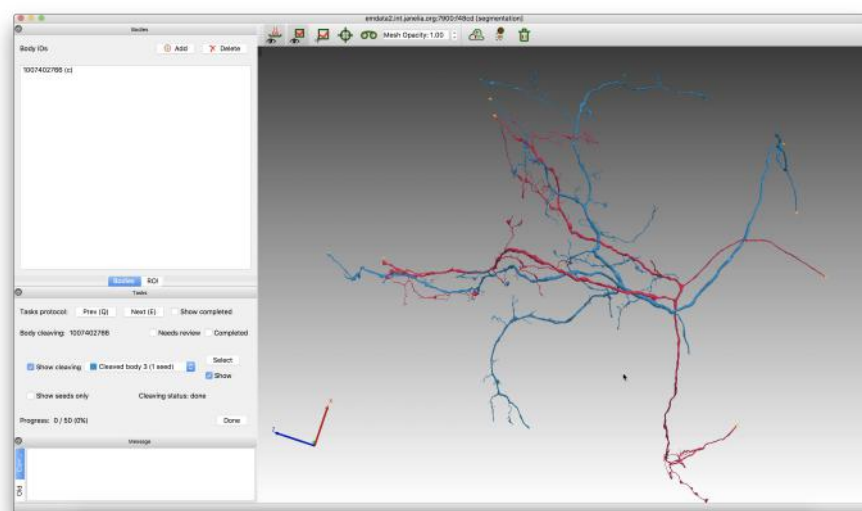 emdata2.int.janelia.org:7900:f48cd (segmentation)
Bodies
Body IDs
Add
Delete
1007402766 (c)
Bodies ROI
Tasks
Tasks protocol: Prev (Q) Next (E) Show completed
Body cleaving: 1007402766 Needs review Completed
Show cleaving Cleaved body 3 (1 seed) Select
Show
Show seeds only Cleaving status: done
Progress: 0 / 50 (0%) Done
Message
Mesh Opacity: 1.00
x
z